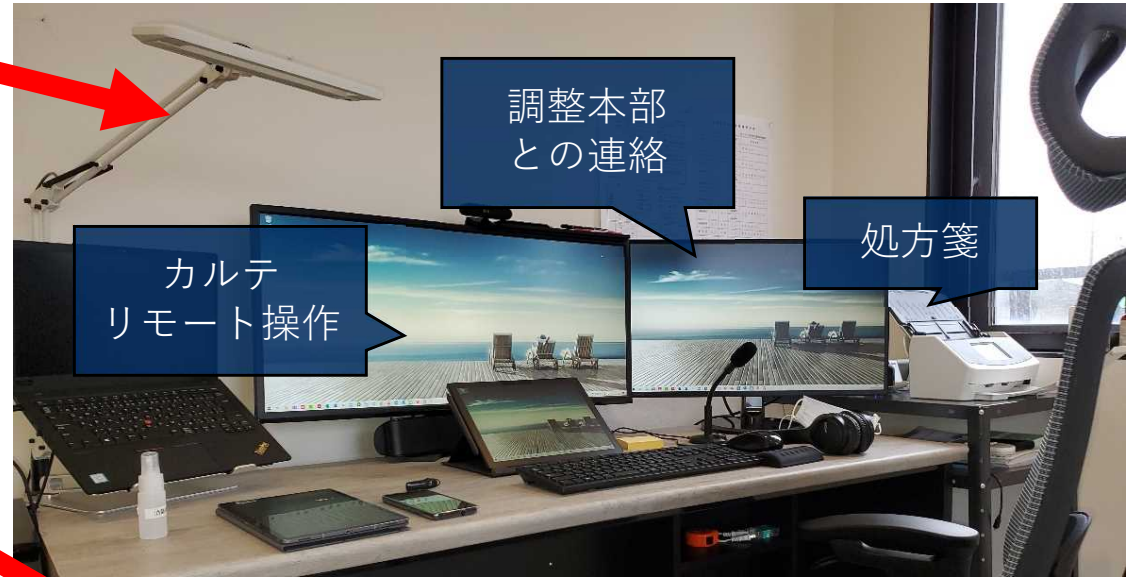 調整本部
との連絡
処方箋
カルテ
リモート操作